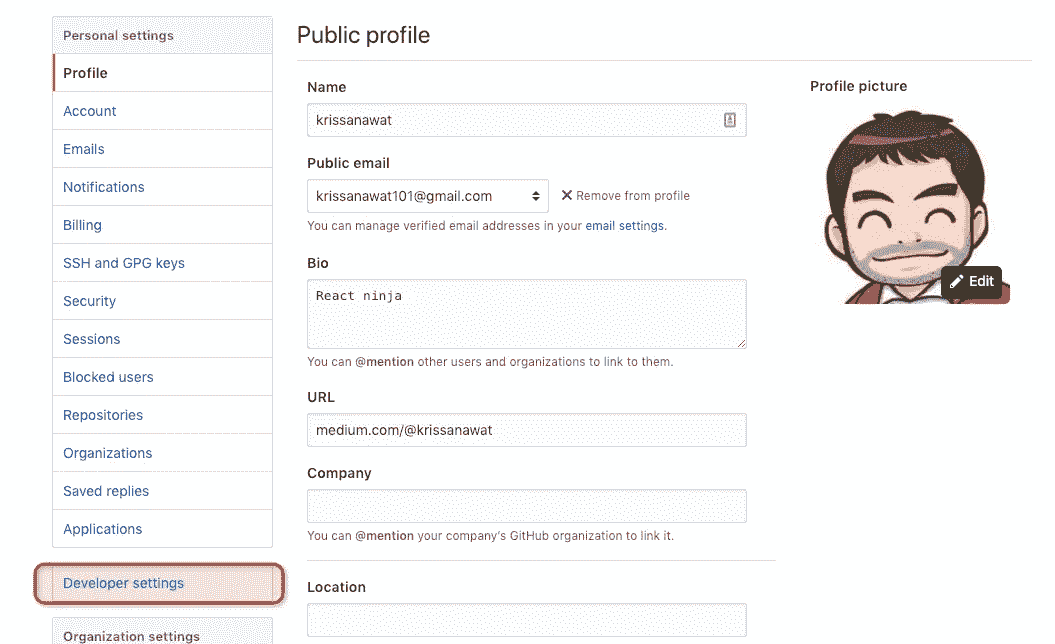 Personal settings
Profile
Account
Emails
Notifications
Billing
SSH and GPG keys
Security
Sessions
Blocked users
Repositories
Organizations
Saved replies
Applications
Developer settings
Organization settings
Public profile
Name
krissanawat
Public email
krissanawat101@gmail.com
Remove from profile
You can manage verified email addresses in your email settings.
Bio
React ninja
You can @mention other users and organizations to link to them.
URL
medium.com/@krissanawat
Company
You can @mention your company's GitHub organization to link it.
Location
Profile picture
Edit